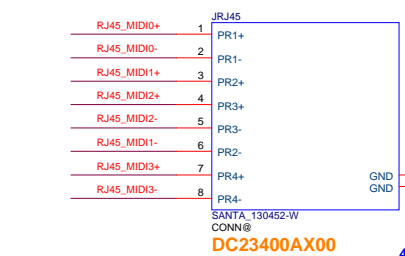 JRJ45
RJ45_MIDI0+ 1 PR1+
RJ45_MIDI0- 2 PR1-
RJ45_MIDI1+ 3 PR2+
RJ45_MIDI2+ 4 PR3+
RJ45_MIDI2- 5 PR3-
RJ45_MIDI1- 6 PR2-
RJ45_MIDI3+ 7 PR4+ GND
RJ45_MIDI3- 8 PR4- GND
SANTA_130452-W
CONN@
DC23400AX00